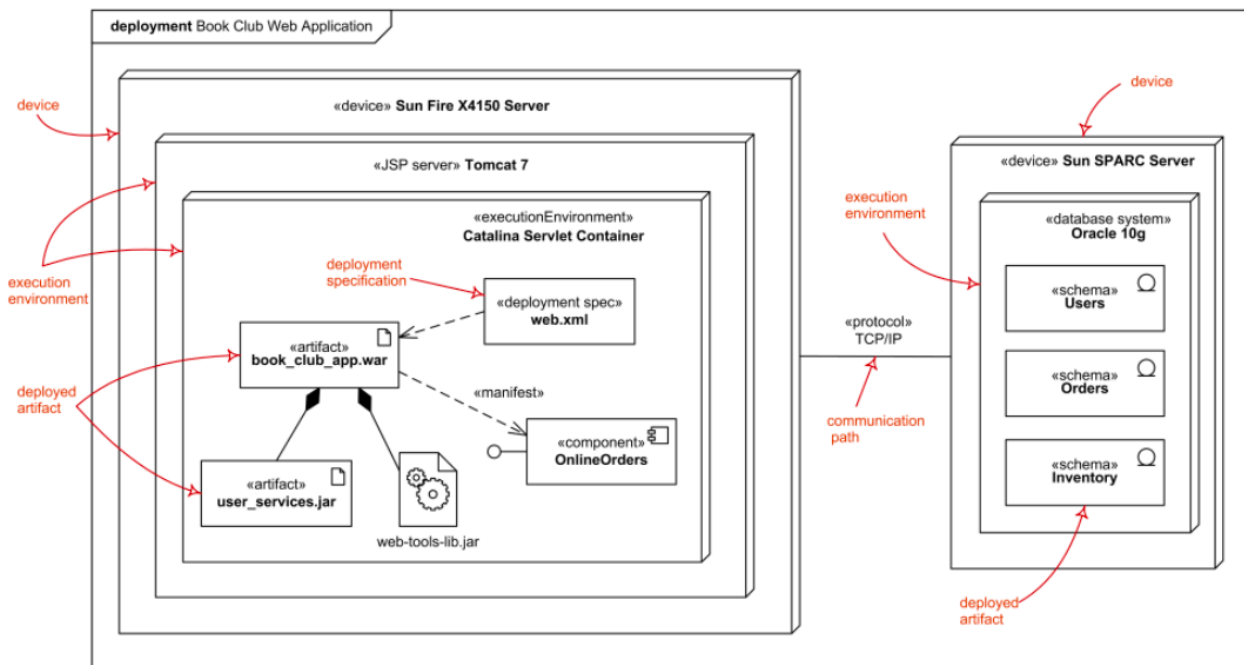 deployment Book Club Web Application
device
«device» Sun Fire X4150 Server
«JSP server» Tomcat 7
«executionEnvironment»
Catalina Servlet Container
execution
environment
deployment
specification
«deployment spec»
web.xml
«artifact»
book_club_app.war
deployed
artifact
«manifest»
«component»
OnlineOrders
«artifact»
user_services.jar
web-tools-lib.jar
«protocol»
TCP/IP
communication
path
device
«device» Sun SPARC Server
execution
environment
«database system»
Oracle 10g
«schema»
Users
«schema»
Orders
«schema»
Inventory
deployed
artifact